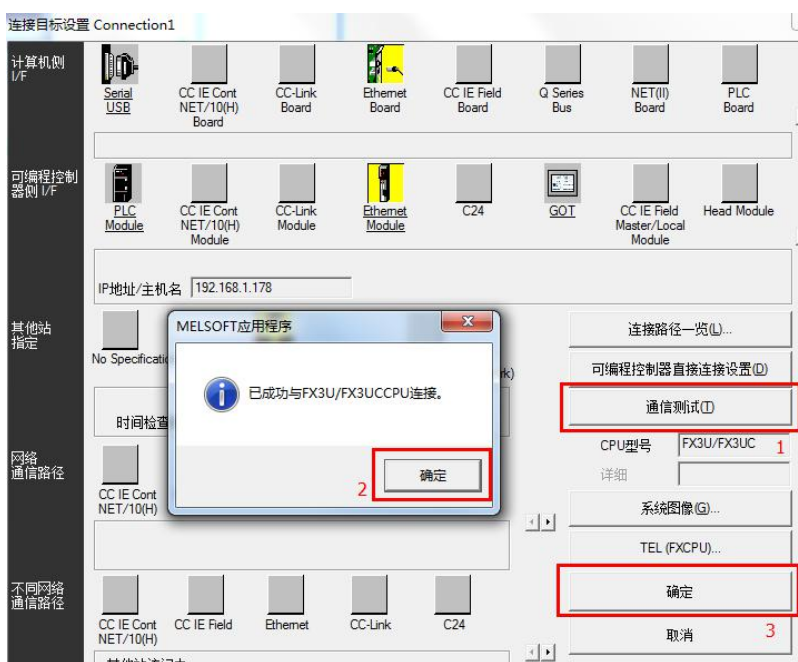 连接目标设置 Connection1
计算机侧
I/F
Serial
USB
CC IE Cont
NET/10(H)
Board
CC-Link
Board
Ethernet
Board
CC IE Field
Board
Q Series
Bus
NET(II)
Board
PLC
Board
可编程控制
器侧 I/F
PLC
Module
CC IE Cont
NET/10(H)
Module
CC-Link
Module
Ethernet
Module
C24
GOT
CC IE Field
Master/Local
Module
Head Module
IP地址/主机名 192.168.1.178
其他站
指定
No Specification
MELSOFT应用程序
已成功与FX3U/FX3UCCPU连接。
确定
2
时间检查
连接路径一览(L)...
可编程控制器直接连接设置(D)
通信测试(T)
CPU型号 FX3U/FX3UC 1
详细
系统图像(G)...
TEL (FXCPU)...
确定
取消 3
网络
通信路径
CC IE Cont
NET/10(H)
不同网络
通信路径
CC IE Cont
NET/10(H)
CC IE Field
Ethernet
CC-Link
C24